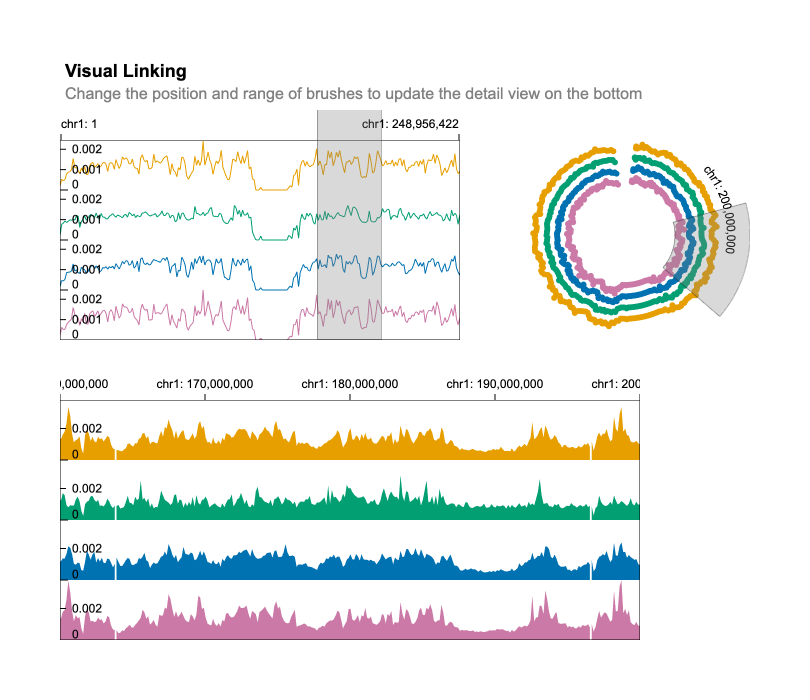 Visual Linking
Change the position and range of brushes to update the detail view on the bottom
chr1: 1
chr1: 248,956,422
0.002
0.001
0
0.002
0.001
0
0.002
0.001
0
0.002
0.001
0
chr1: 200,000,000
0,000,000
chr1: 170,000,000
chr1: 180,000,000
chr1: 190,000,000
chr1: 200
0.002
0
0.002
0
0.002
0
0.002
0